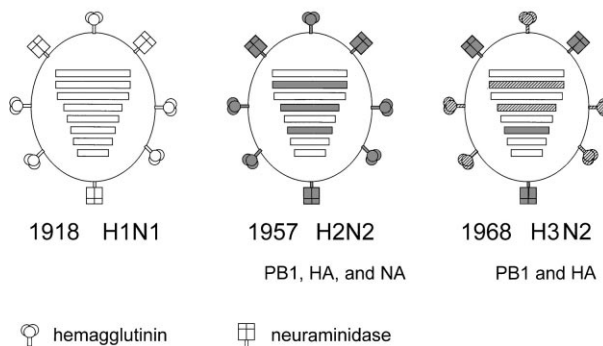 1918 H1N1
1957 H2N2
1968 H3N2
PB1, HA, and NA
PB1 and HA
hemagglutinin
neuraminidase